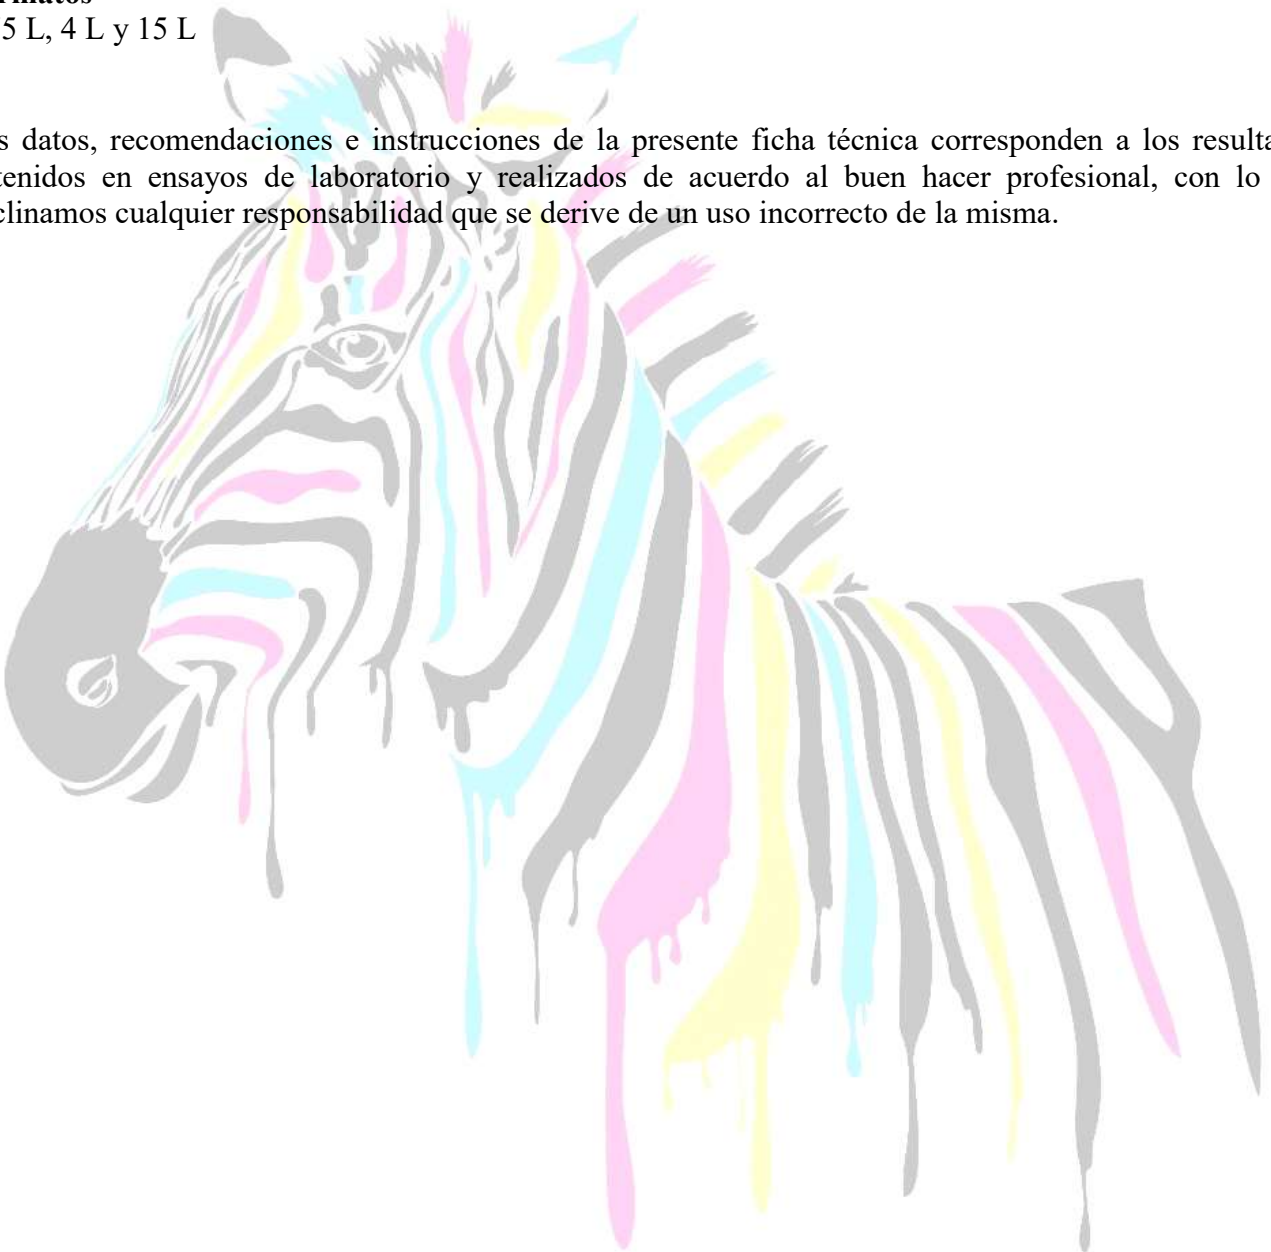 rmatos
5 L, 4 L y 15 L
s datos, recomendaciones e instrucciones de la presente ficha técnica corresponden a los resulta
tenidos en ensayos de laboratorio y realizados de acuerdo al buen hacer profesional, con lo
clinamos cualquier responsabilidad que se derive de un uso incorrecto de la misma.